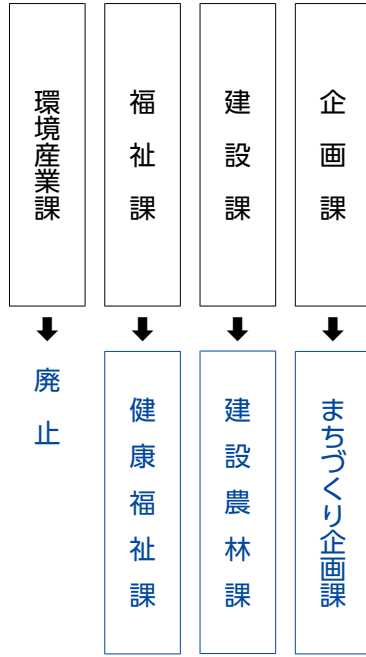 企画課
建設課
福祉課
環境産業課
まちづくり企画課
建設農林課
健康福祉課
廃止